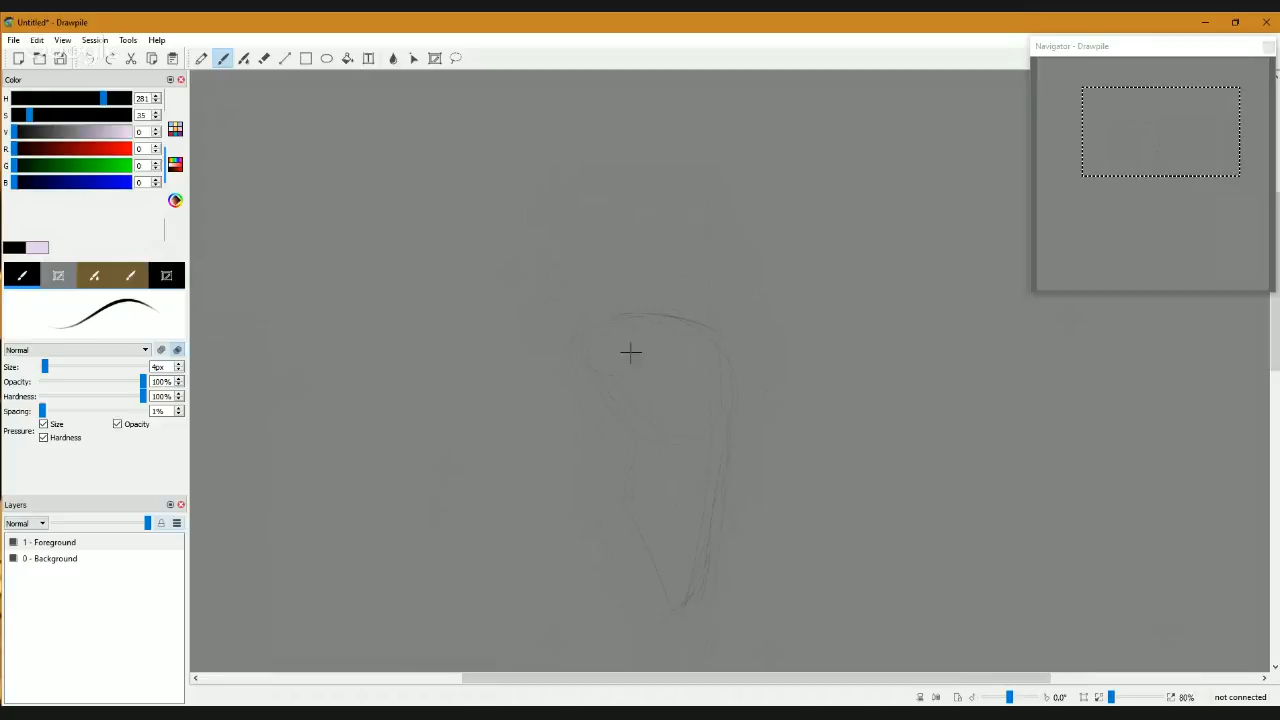 Untitled* - Drawpile
File Edit View Session Tools Help
Navigator - Drawpile
Color
H 281
S 35
V 0
R 0
G 0
B 0
Normal
Size: 4px
Opacity: 100%
Hardness: 100%
Spacing: 1%
Pressure: Size Opacity
Hardness
Layers
Normal
1 - Foreground
0 - Background
0.0° 80% not connected